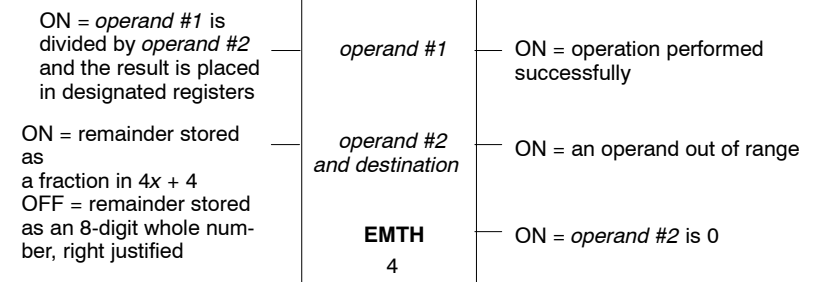 ON = operand #1 is
divided by operand #2
and the result is placed
in designated registers
operand #1
ON = operation performed
successfully
ON = remainder stored
as
a fraction in 4x + 4
OFF = remainder stored
as an 8-digit whole num-
ber, right justified
operand #2
and destination
ON = an operand out of range
EMTH
4
ON = operand #2 is 0